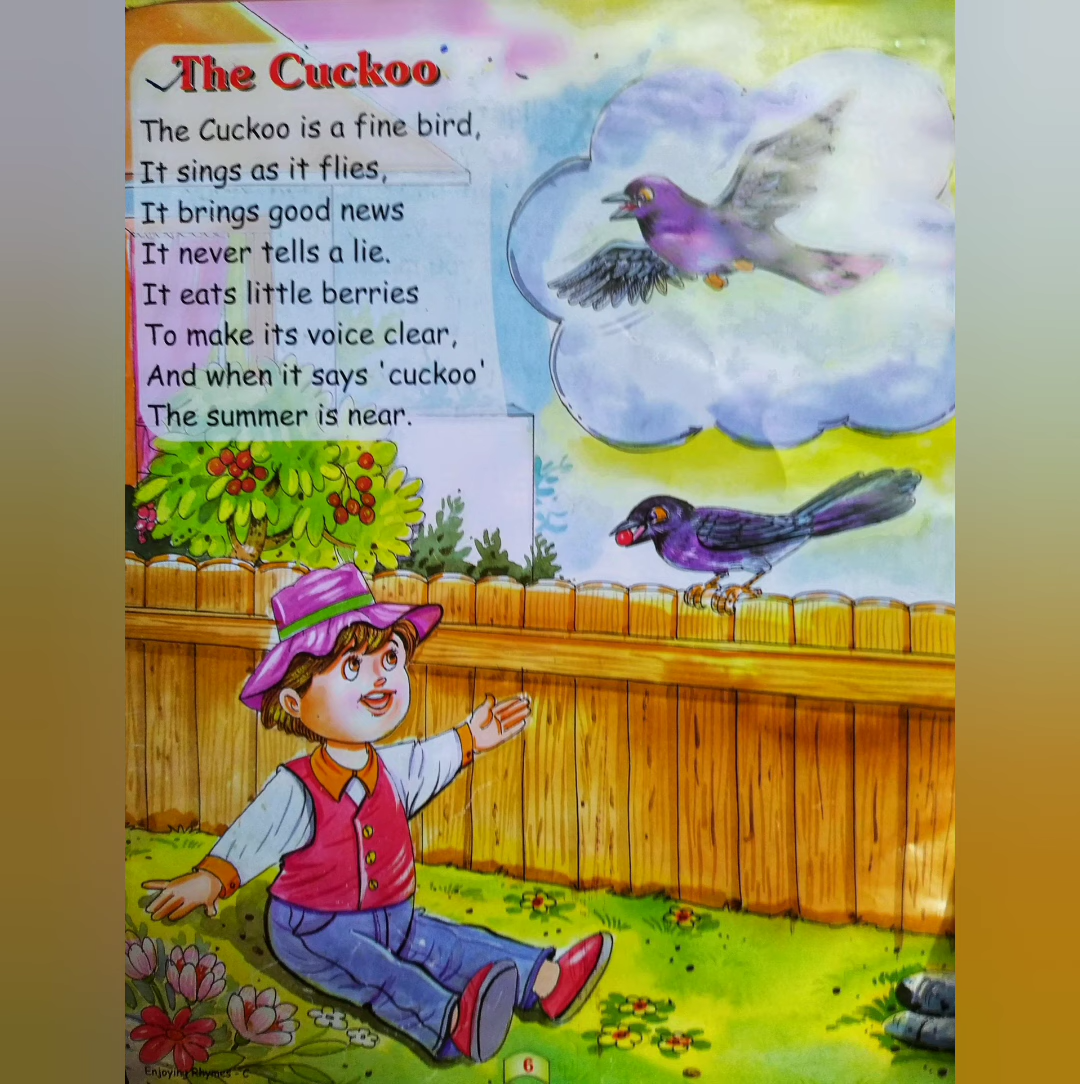 The Cuckoo
The Cuckoo is a fine bird,
It sings as it flies,
It brings good news
It never tells a lie.
It eats little berries
To make its voice clear,
And when it says 'cuckoo'
The summer is near.
Enjoying Rhymes - C
6